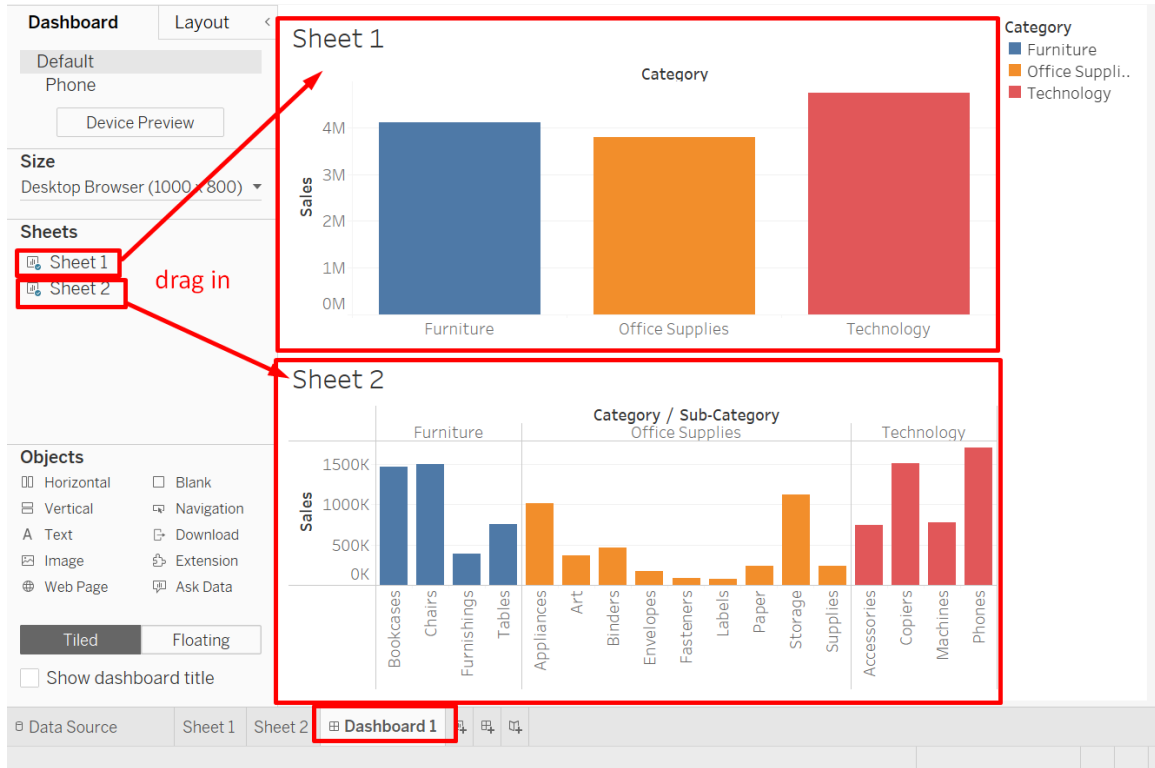 Dashboard
Layout
<
Default
Phone
Device Preview
Size
Desktop Browser (1000 x 800)
Sheets
Sheet 1
Sheet 2
drag in
Objects
Horizontal
Blank
Vertical
Navigation
A Text
Download
Image
Extension
Web Page
Ask Data
Tiled
Floating
Show dashboard title
Sheet 1
Category
Sales
4M
3M
2M
1M
0M
Furniture
Office Supplies
Technology
Category
Furniture
Office Suppli..
Technology
Sheet 2
Category / Sub-Category
Furniture
Office Supplies
Technology
Sales
1500K
1000K
500K
0K
Bookcases
Chairs
Furnishings
Tables
Appliances
Art
Binders
Envelopes
Fasteners
Labels
Paper
Storage
Supplies
Accessories
Copiers
Machines
Phones
Data Source
Sheet 1
Sheet 2
Dashboard 1